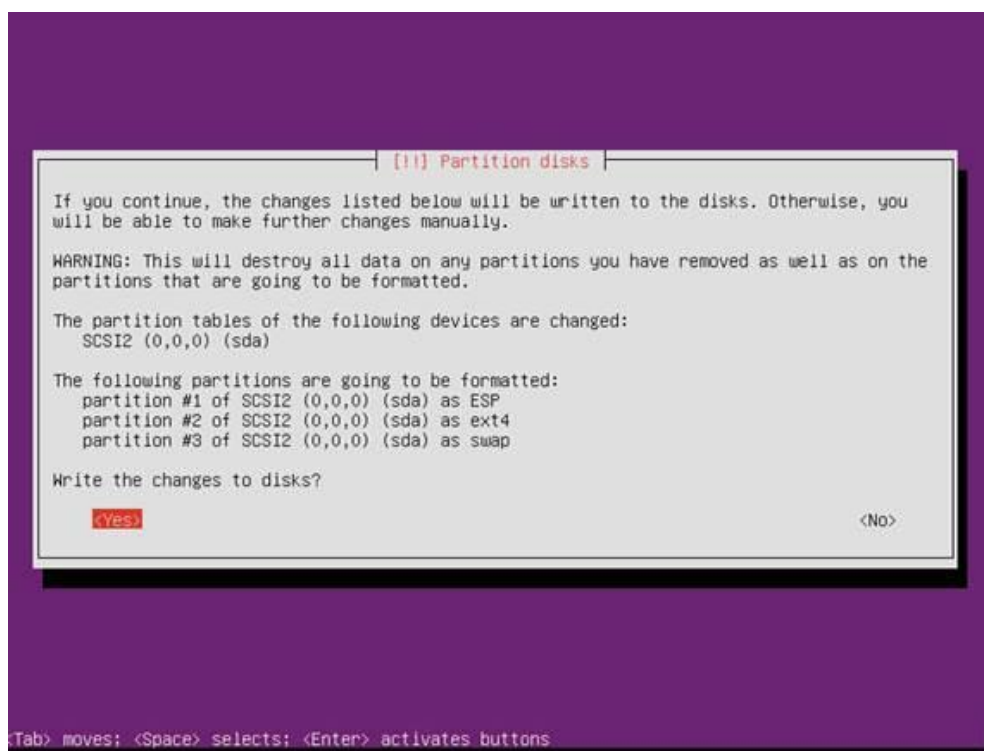 [!!] Partition disks
If you continue, the changes listed below will be written to the disks. Otherwise, you
will be able to make further changes manually.
WARNING: This will destroy all data on any partitions you have removed as well as on the
partitions that are going to be formatted.
The partition tables of the following devices are changed:
SCSI2 (0,0,0) (sda)
The following partitions are going to be formatted:
partition #1 of SCSI2 (0,0,0) (sda) as ESP
partition #2 of SCSI2 (0,0,0) (sda) as ext4
partition #3 of SCSI2 (0,0,0) (sda) as swap
Write the changes to disks?
<Yes> <No>
<Tab> moves; <Space> selects; <Enter> activates buttons